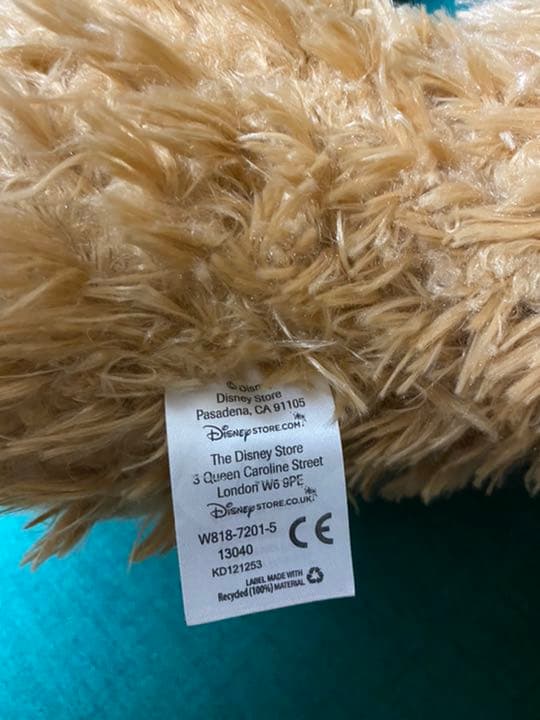 © Disn
Disney Store
Pasadena, CA 91105
DISNEYSTORE.COM
The Disney Store
3 Queen Caroline Street
London W6 9PE
DISNEYSTORE.CO.UK
W818-7201-5 CE
13040
KD121253
LABEL MADE WITH
Recycled (100%) MATERIAL